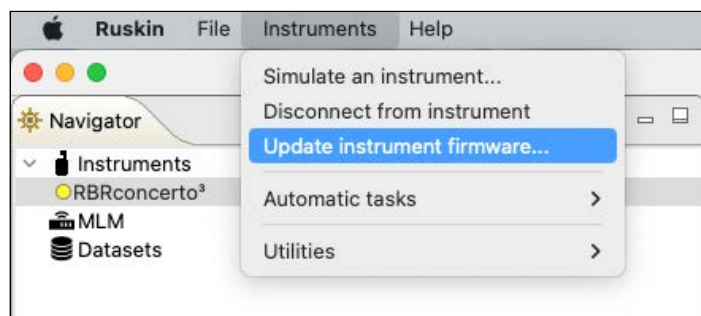 Ruskin File Instruments Help
Simulate an instrument...
Disconnect from instrument
Update instrument firmware...
Automatic tasks
Utilities
Navigator
Instruments
RBRconcerto³
MLM
Datasets